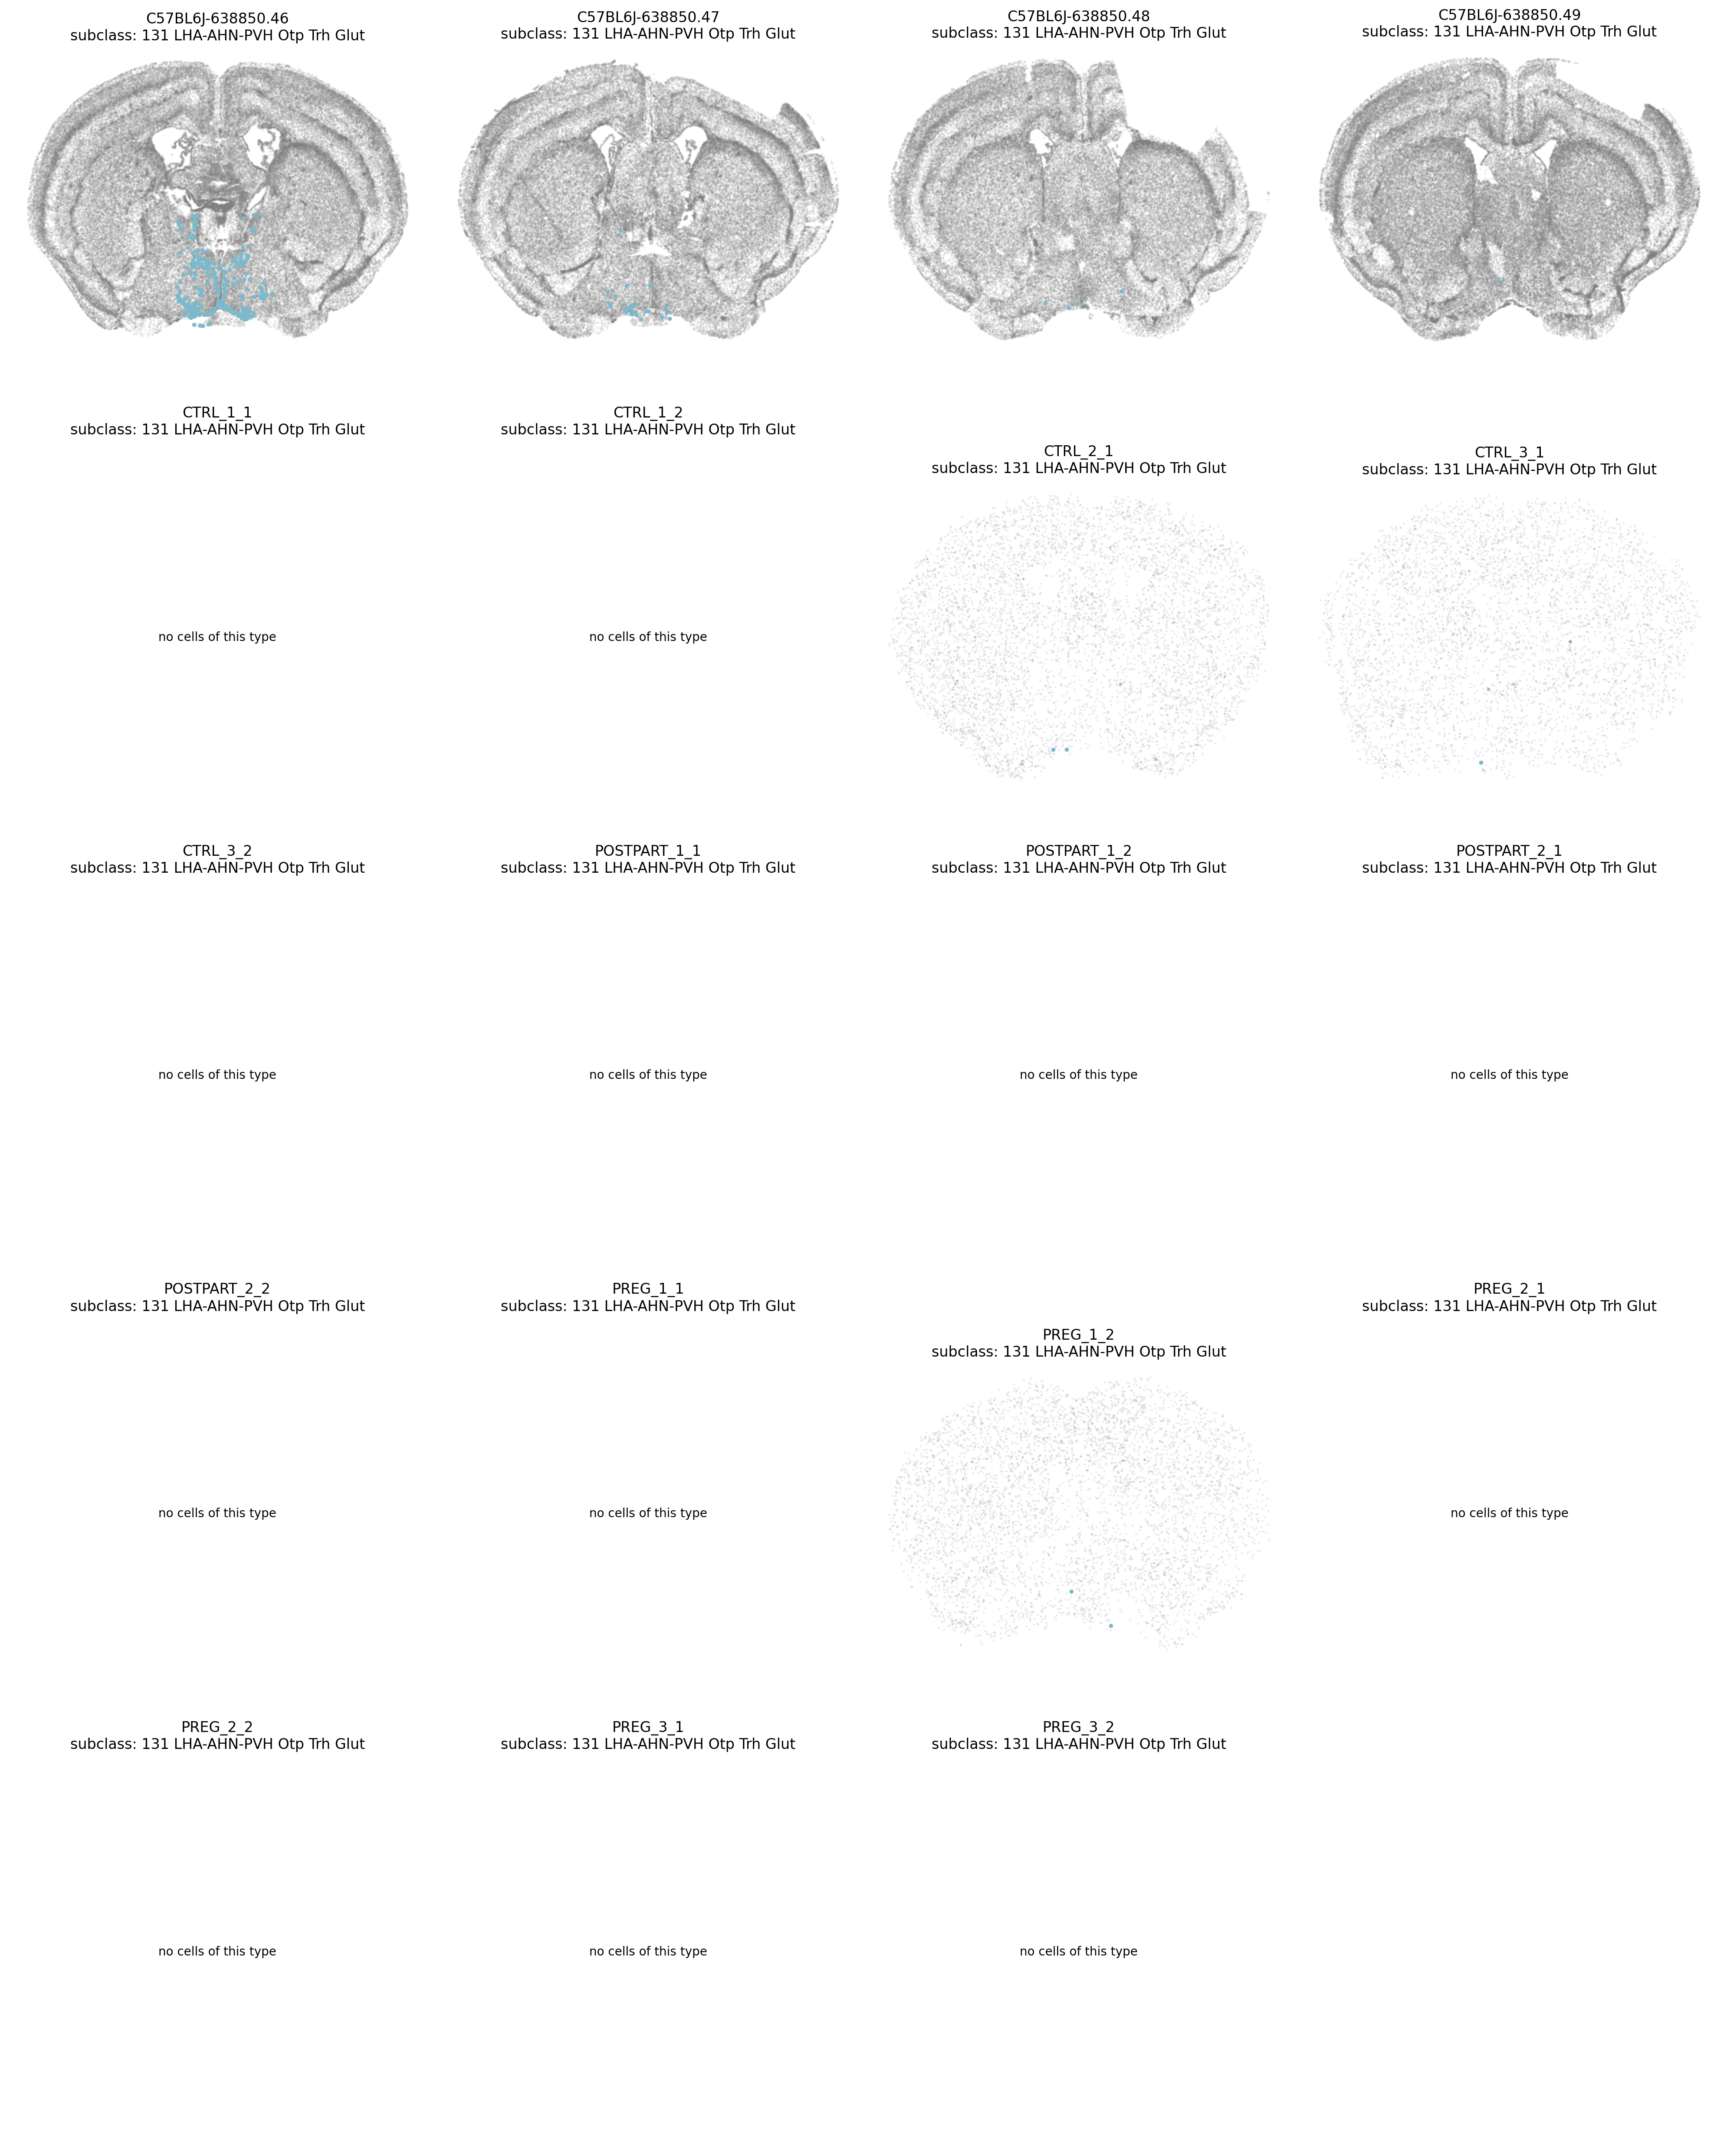 C57BL6J-638850.46
subclass: 131 LHA-AHN-PVH Otp Trh Glut
C57BL6J-638850.47
subclass: 131 LHA-AHN-PVH Otp Trh Glut
C57BL6J-638850.48
subclass: 131 LHA-AHN-PVH Otp Trh Glut
C57BL6J-638850.49
subclass: 131 LHA-AHN-PVH Otp Trh Glut
CTRL_1_1
subclass: 131 LHA-AHN-PVH Otp Trh Glut
no cells of this type
CTRL_1_2
subclass: 131 LHA-AHN-PVH Otp Trh Glut
no cells of this type
CTRL_2_1
subclass: 131 LHA-AHN-PVH Otp Trh Glut
CTRL_3_1
subclass: 131 LHA-AHN-PVH Otp Trh Glut
CTRL_3_2
subclass: 131 LHA-AHN-PVH Otp Trh Glut
no cells of this type
POSTPART_1_1
subclass: 131 LHA-AHN-PVH Otp Trh Glut
no cells of this type
POSTPART_1_2
subclass: 131 LHA-AHN-PVH Otp Trh Glut
no cells of this type
POSTPART_2_1
subclass: 131 LHA-AHN-PVH Otp Trh Glut
no cells of this type
POSTPART_2_2
subclass: 131 LHA-AHN-PVH Otp Trh Glut
no cells of this type
PREG_1_1
subclass: 131 LHA-AHN-PVH Otp Trh Glut
no cells of this type
PREG_1_2
subclass: 131 LHA-AHN-PVH Otp Trh Glut
PREG_2_1
subclass: 131 LHA-AHN-PVH Otp Trh Glut
no cells of this type
PREG_2_2
subclass: 131 LHA-AHN-PVH Otp Trh Glut
no cells of this type
PREG_3_1
subclass: 131 LHA-AHN-PVH Otp Trh Glut
no cells of this type
PREG_3_2
subclass: 131 LHA-AHN-PVH Otp Trh Glut
no cells of this type